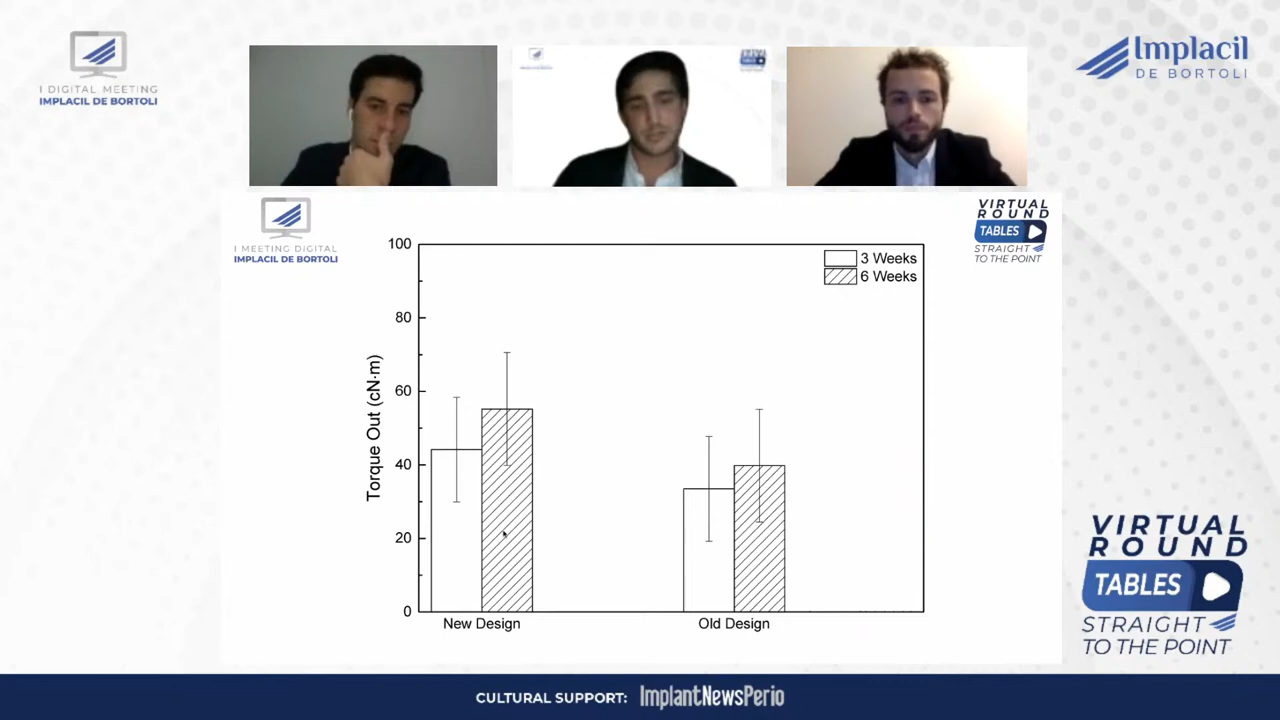 I DIGITAL MEETING
IMPLACIL DE BORTOLI
Implacil
DE BORTOLI
I MEETING DIGITAL
IMPLACIL DE BORTOLI
VIRTUAL
ROUND
TABLES
STRAIGHT
TO THE POINT
100
80
60
40
20
0
Torque Out (cN·m)
3 Weeks
6 Weeks
New Design
Old Design
VIRTUAL
ROUND
TABLES
STRAIGHT
TO THE POINT
CULTURAL SUPPORT: ImplantNewsPerio